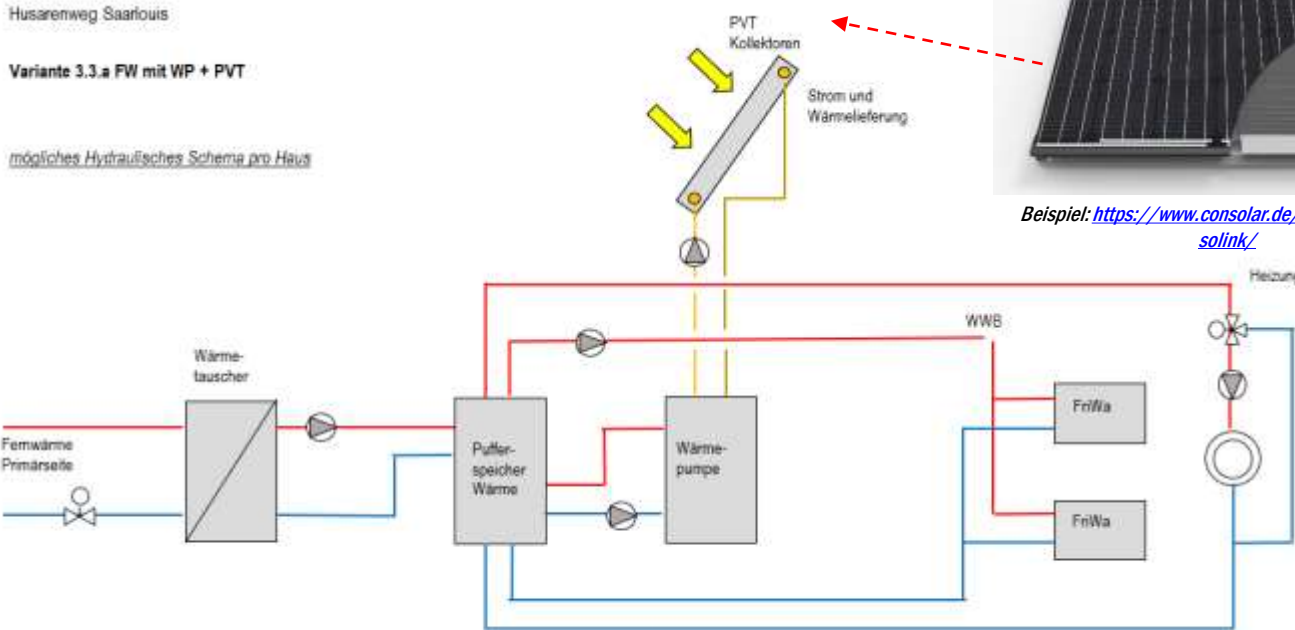 Husarenweg Saarlouis
Variante 3.3.a FW mit WP + PVT
mögliches Hydraulisches Schema pro Haus
PVT
Kollektoren
Strom und
Wärmelieferung
Beispiel: https://www.consolar.de/
solink/
Heizung
WWB
Wärme-
tauscher
Fernwärme
Primärseite
Puffer-
speicher
Wärme
Wärme-
pumpe
FriWa
FriWa